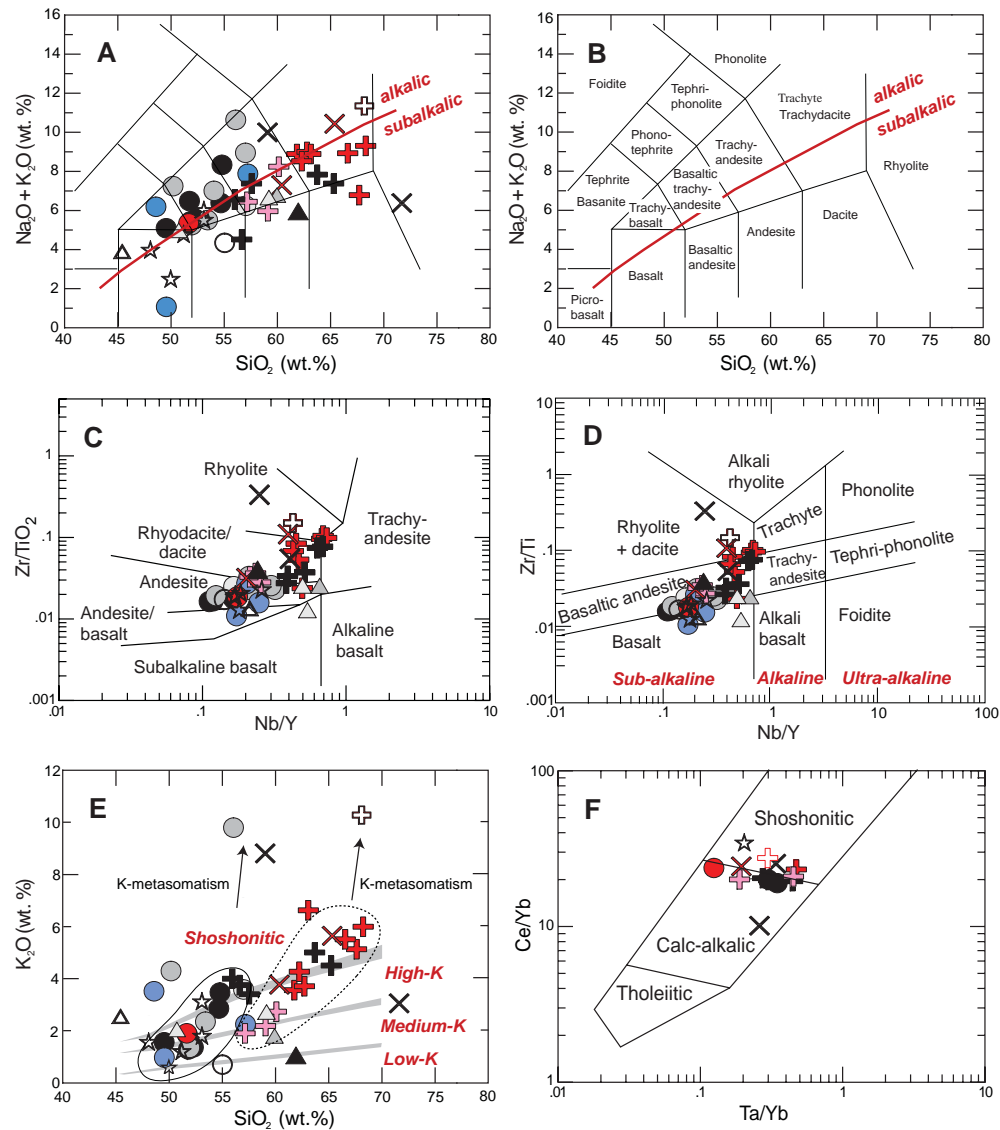 A
16
14
12
10
8
6
4
2
0
Na2O + K2O (wt. %)
alkalic
subalkalic
40 45 50 55 60 65 70 75 80
SiO2 (wt.%)
B
16
14
12
10
8
6
4
2
0
Na2O + K2O (wt. %)
Phonolite
Foidite
Tephri-
phonolite
Trachyte
Trachydacite
alkalic
subalkalic
Phono-
tephrite
Trachy-
andesite
Rhyolite
Tephrite
Basanite
Basaltic
trachy-
andesite
Trachy-
basalt
Dacite
Andesite
Basaltic
andesite
Basalt
Picro-
basalt
40 45 50 55 60 65 70 75 80
SiO2 (wt.%)
C
1
.1
.01
.001
Zr/TiO2
Rhyolite
Trachy-
andesite
Rhyodacite/
dacite
Andesite
Andesite/
basalt
Subalkaline basalt
Alkaline
basalt
.01 .1 1 10
Nb/Y
D
10
1
.1
.01
.001
Zr/Ti
Alkali
rhyolite
Phonolite
Rhyolite
+ dacite
Trachyte
Tephri-phonolite
Trachy-
andesite
Basaltic andesite
Basalt
Alkali
basalt
Foidite
Sub-alkaline
Alkaline
Ultra-alkaline
.01 0.1 1 10 100
Nb/Y
E
12
10
8
6
4
2
0
K2O (wt. %)
K-metasomatism
K-metasomatism
Shoshonitic
High-K
Medium-K
Low-K
40 45 50 55 60 65 70 75 80
SiO2 (wt.%)
F
100
10
1
Ce/Yb
Shoshonitic
Calc-alkalic
Tholeiitic
0.01 0.1 1 10
Ta/Yb